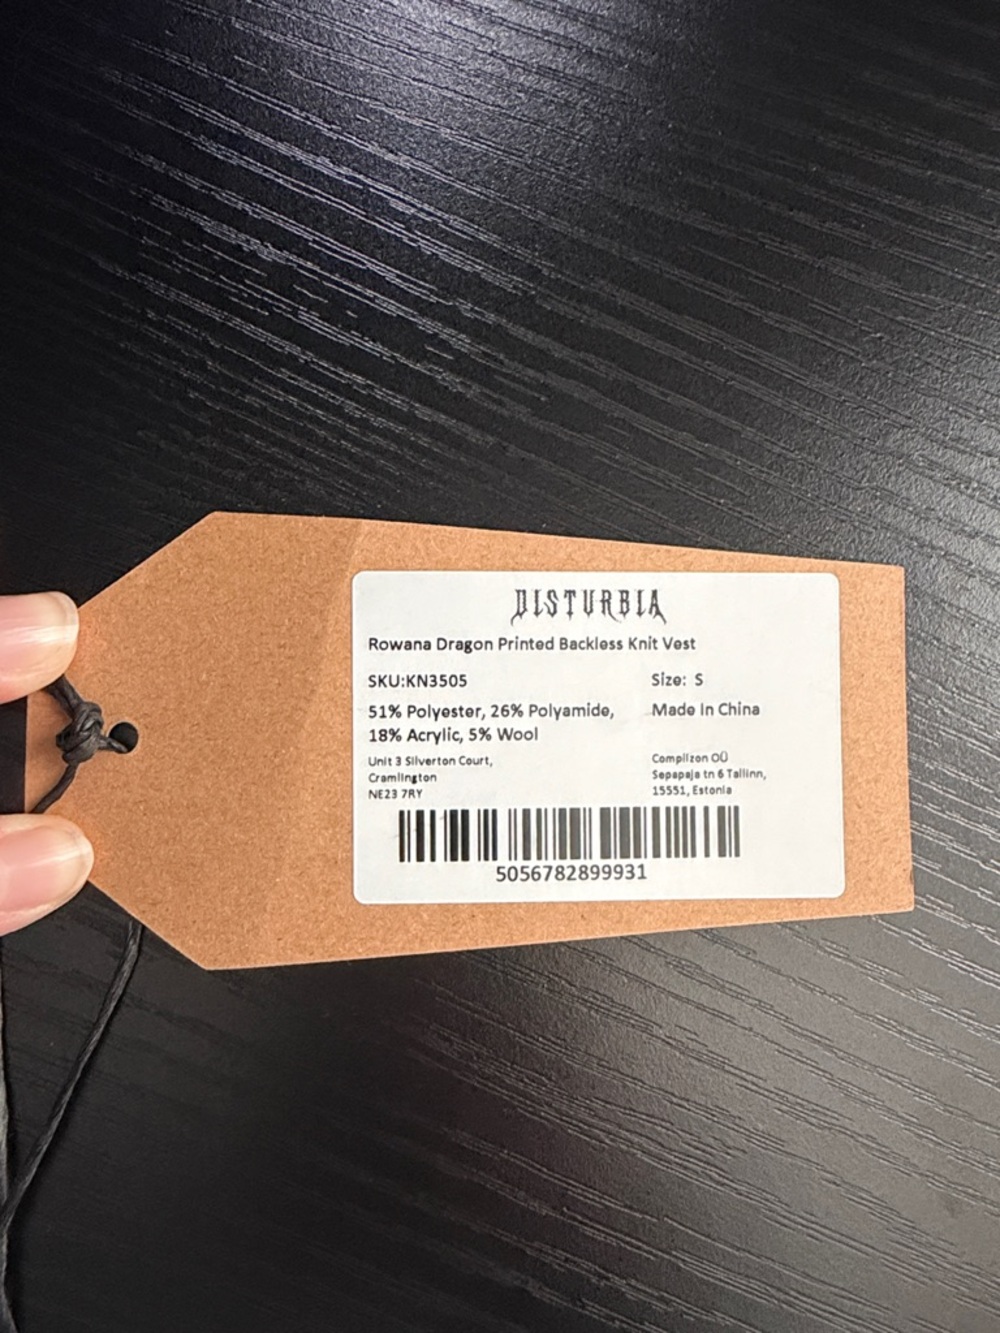 DISTURBIA
Rowana Dragon Printed Backless Knit Vest
SKU:KN3505
Size: S
51% Polyester, 26% Polyamide,
18% Acrylic, 5% Wool
Made In China
Unit 3 Silverton Court,
Cramlington
NE23 7RY
Complizon OÜ
Sepapaja tn 6 Tallinn,
15551, Estonia
5056782899931